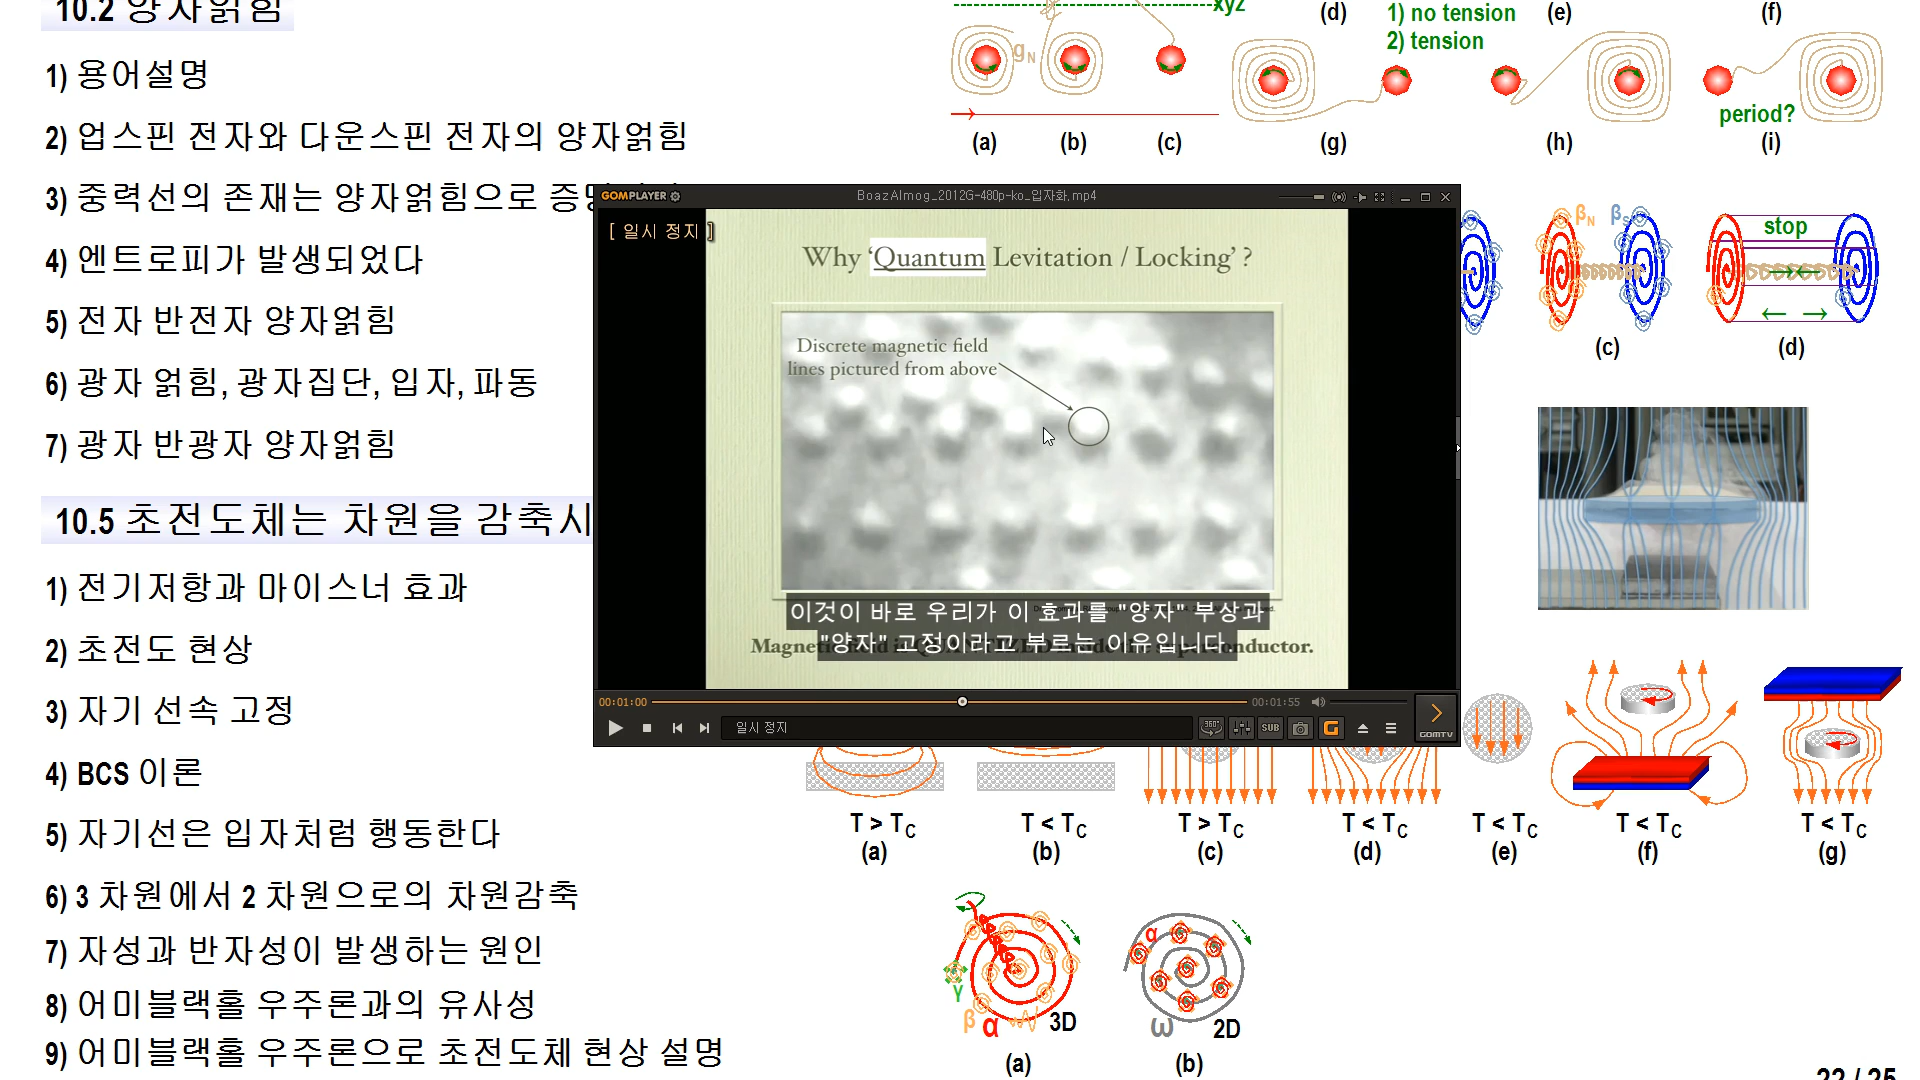 10.2 양자얽힘
1) 용어설명
2) 업스핀 전자와 다운스핀 전자의 양자얽힘
3) 중력선의 존재는 양자얽힘으로
4) 엔트로피가 발생되었다
5) 전자 반전자 양자얽힘
6) 광자 얽힘, 광자집단, 입자, 파동
7) 광자 반광자 양자얽힘
10.5 초전도체는 차원을 감축시
1) 전기저항과 마이스너 효과
2) 초전도 현상
3) 자기 선속 고정
4) BCS 이론
5) 자기선은 입자처럼 행동한다
6) 3 차원에서 2 차원으로의 차원감축
7) 자성과 반자성이 발생하는 원인
8) 어미블랙홀 우주론과의 유사성
9) 어미블랙홀 우주론으로 초전도체 현상 설명
xyz
(d) 1) no tension (e) (f)
2) tension
gN
period?
(a) (b) (c) (g) (h) (i)
GOMPLAYER BoazAlmog_2012G-480p-ko_입자화.mp4
[ 일시 정지 ]
Why ‘Quantum Levitation / Locking’ ?
Discrete magnetic field
lines pictured from above
이것이 바로 우리가 이 효과를 "양자" 부상과
"양자" 고정이라고 부르는 이유입니다.
00:01:00 00:01:55
일시 정지 360° SUB G GOMTV
βN βS stop
(c) (d)
T > TC T < TC T > TC T < TC T < TC T < TC T < TC
(a) (b) (c) (d) (e) (f) (g)
γ β α 3D
α ω 2D
(a) (b)
22 / 25